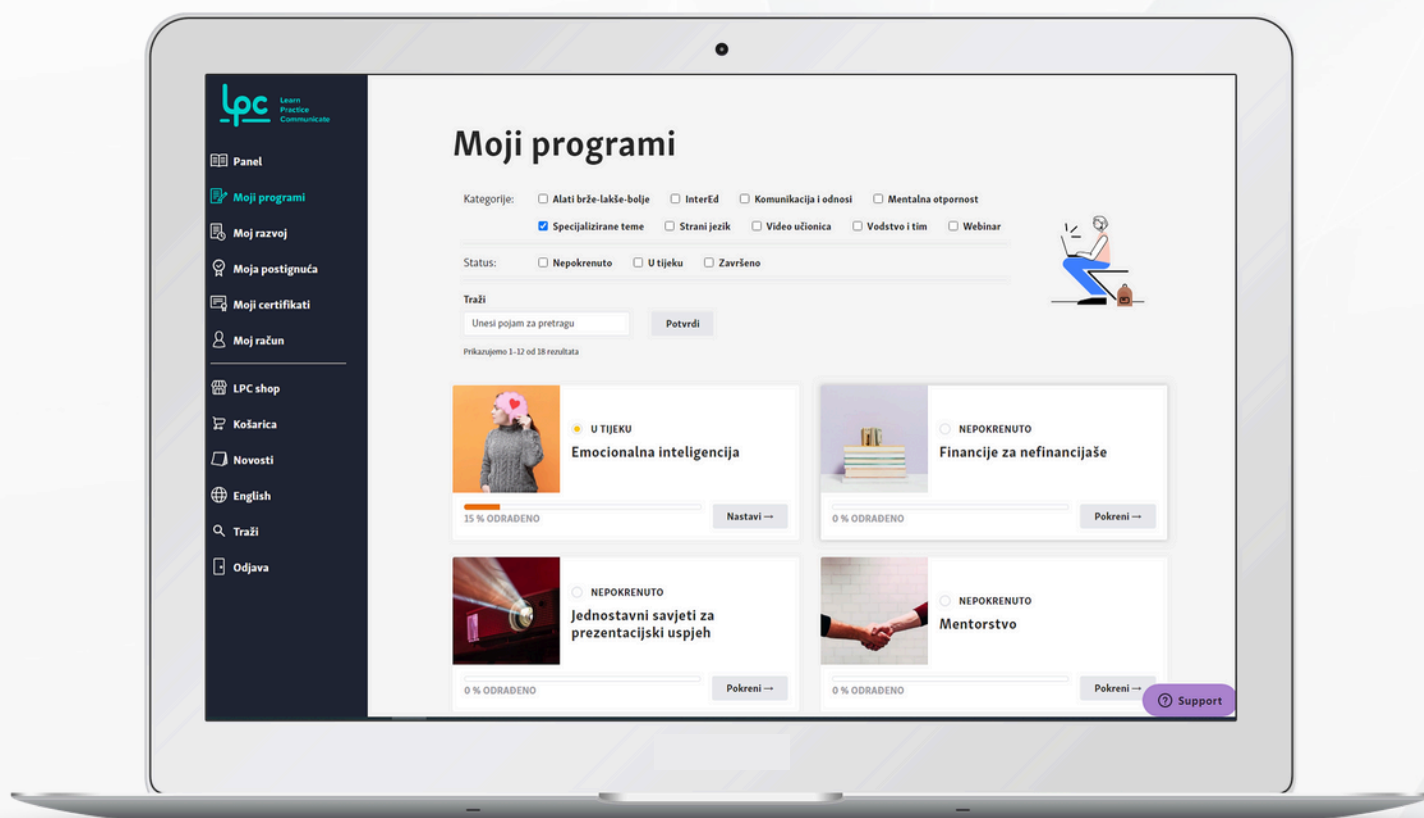 lpc
Learn
Practice
Communicate
Panel
Moji programi
Moj razvoj
Moja postignuća
Moji certifikati
Moj račun
LPC shop
Košarica
Novosti
English
Traži
Odjava
Moji programi
Kategorije: Alati brže-lakše-bolje InterEd Komunikacija i odnosi Mentalna otpornost
Specijalizirane teme Strani jezik Video učionica Vodstvo i tim Webinar
Status: Nepokrenuto U tijeku Završeno
Traži
Unesi pojam za pretragu Potvrdi
Prikazujemo 1-12 od 18 rezultata
U TIJEKU
Emocionalna inteligencija
15 % ODRAĐENO Nastavi →
NEPOKRENUTO
Financije za nefinancijaše
0 % ODRAĐENO Pokreni →
NEPOKRENUTO
Jednostavni savjeti za
prezentacijski uspjeh
0 % ODRAĐENO Pokreni →
NEPOKRENUTO
Mentorstvo
0 % ODRAĐENO Pokreni →
Support